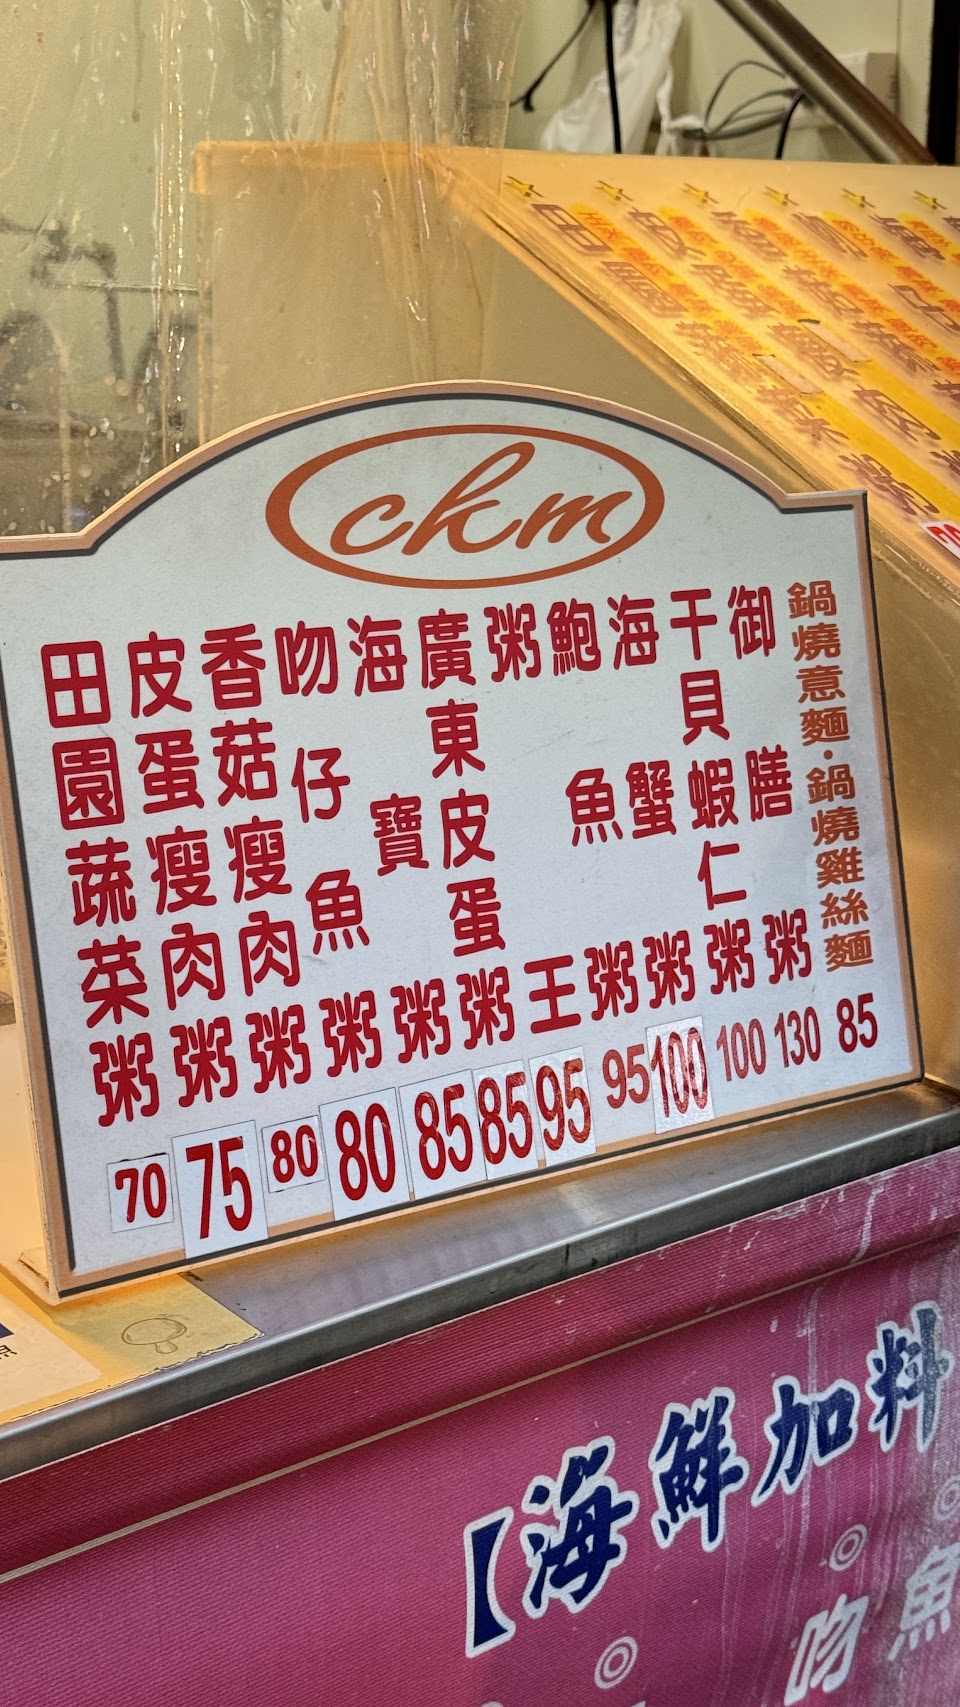 ckm
田園蔬菜粥 70
皮蛋瘦肉粥 75
香菇瘦肉粥 80
吻仔魚粥 80
海寶粥 85
廣東皮蛋粥 85
粥王 95
鮑魚粥 95
海蟹粥 100
干貝蝦仁粥 100
御膳粥 130
鍋燒意麵·鍋燒雞絲麵 85
【海鮮加料
吻魚